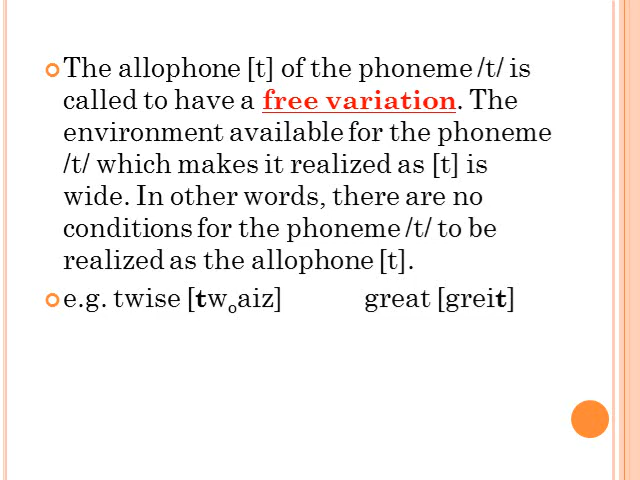 The allophone [t] of the phoneme /t/ is
called to have a free variation. The
environment available for the phoneme
/t/ which makes it realized as [t] is
wide. In other words, there are no
conditions for the phoneme /t/ to be
realized as the allophone [t].
e.g. twise [twₒaiz] great [greit]